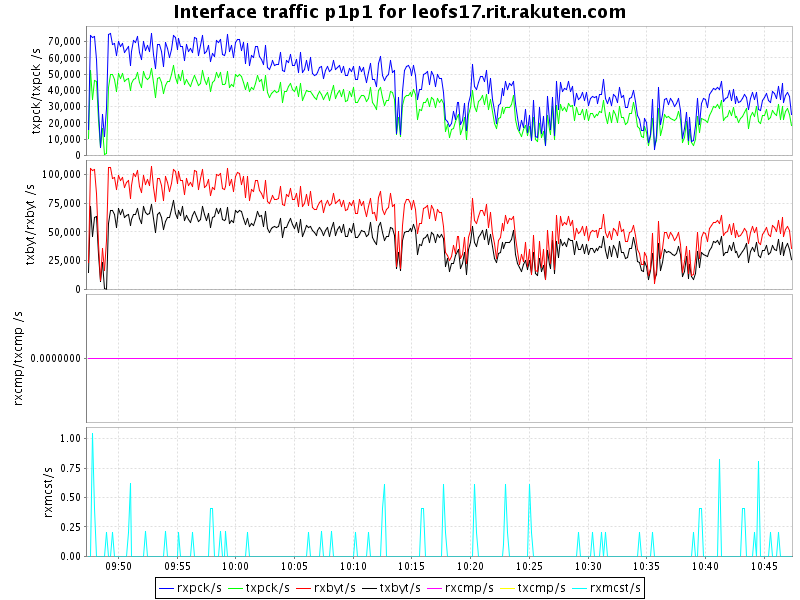 Interface traffic p1p1 for leofs17.rit.rakuten.com
txpck/txpck /s
70,000
60,000
50,000
40,000
30,000
20,000
10,000
0
txbyt/rxbyt /s
100,000
75,000
50,000
25,000
0
rxcmp/txcmp /s
0.0000000
rxmcst/s
1.00
0.75
0.50
0.25
0.00
09:50 09:55 10:00 10:05 10:10 10:15 10:20 10:25 10:30 10:35 10:40 10:45
rxpck/s txpck/s rxbyt/s txbyt/s rxcmp/s txcmp/s rxmcst/s